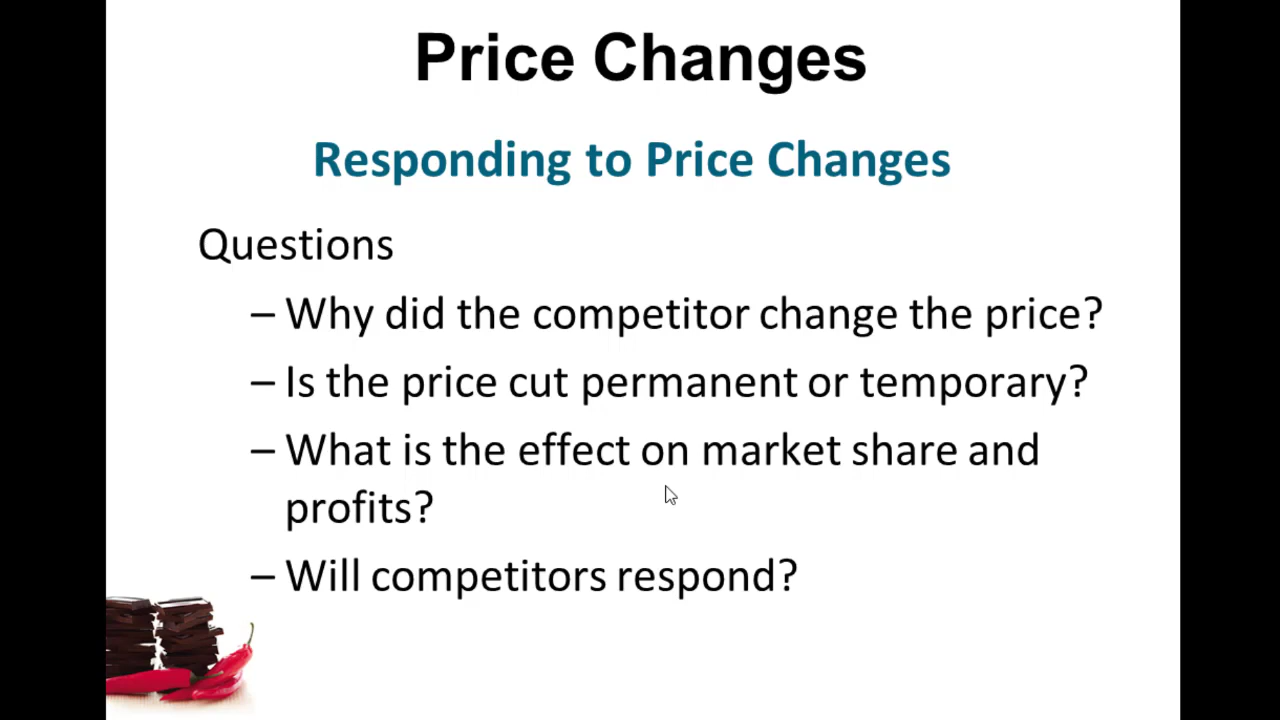 Price Changes
Responding to Price Changes
Questions
– Why did the competitor change the price?
– Is the price cut permanent or temporary?
– What is the effect on market share and
profits?
– Will competitors respond?